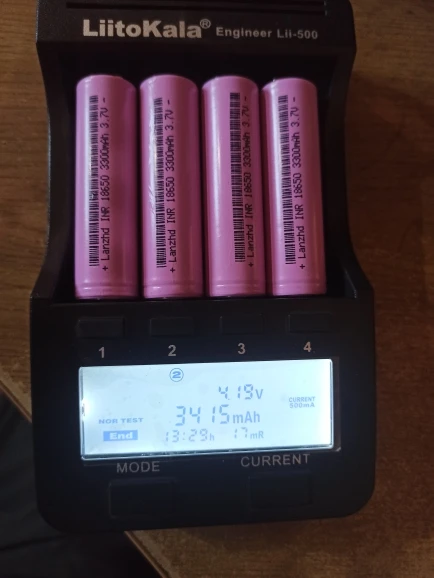 LiitoKala® Engineer Lii-500
+ Lanzhd INR 18650 3300mAh 3.7V -
+ Lanzhd INR 18650 3300mAh 3.7V -
+ Lanzhd INR 18650 3300mAh 3.7V -
+ Lanzhd INR 18650 3300mAh 3.7V -
1 2 3 4
2
4.19V
CURRENT
500mA
3415mAh
NOR TEST
End
13:29h 17mR
MODE CURRENT